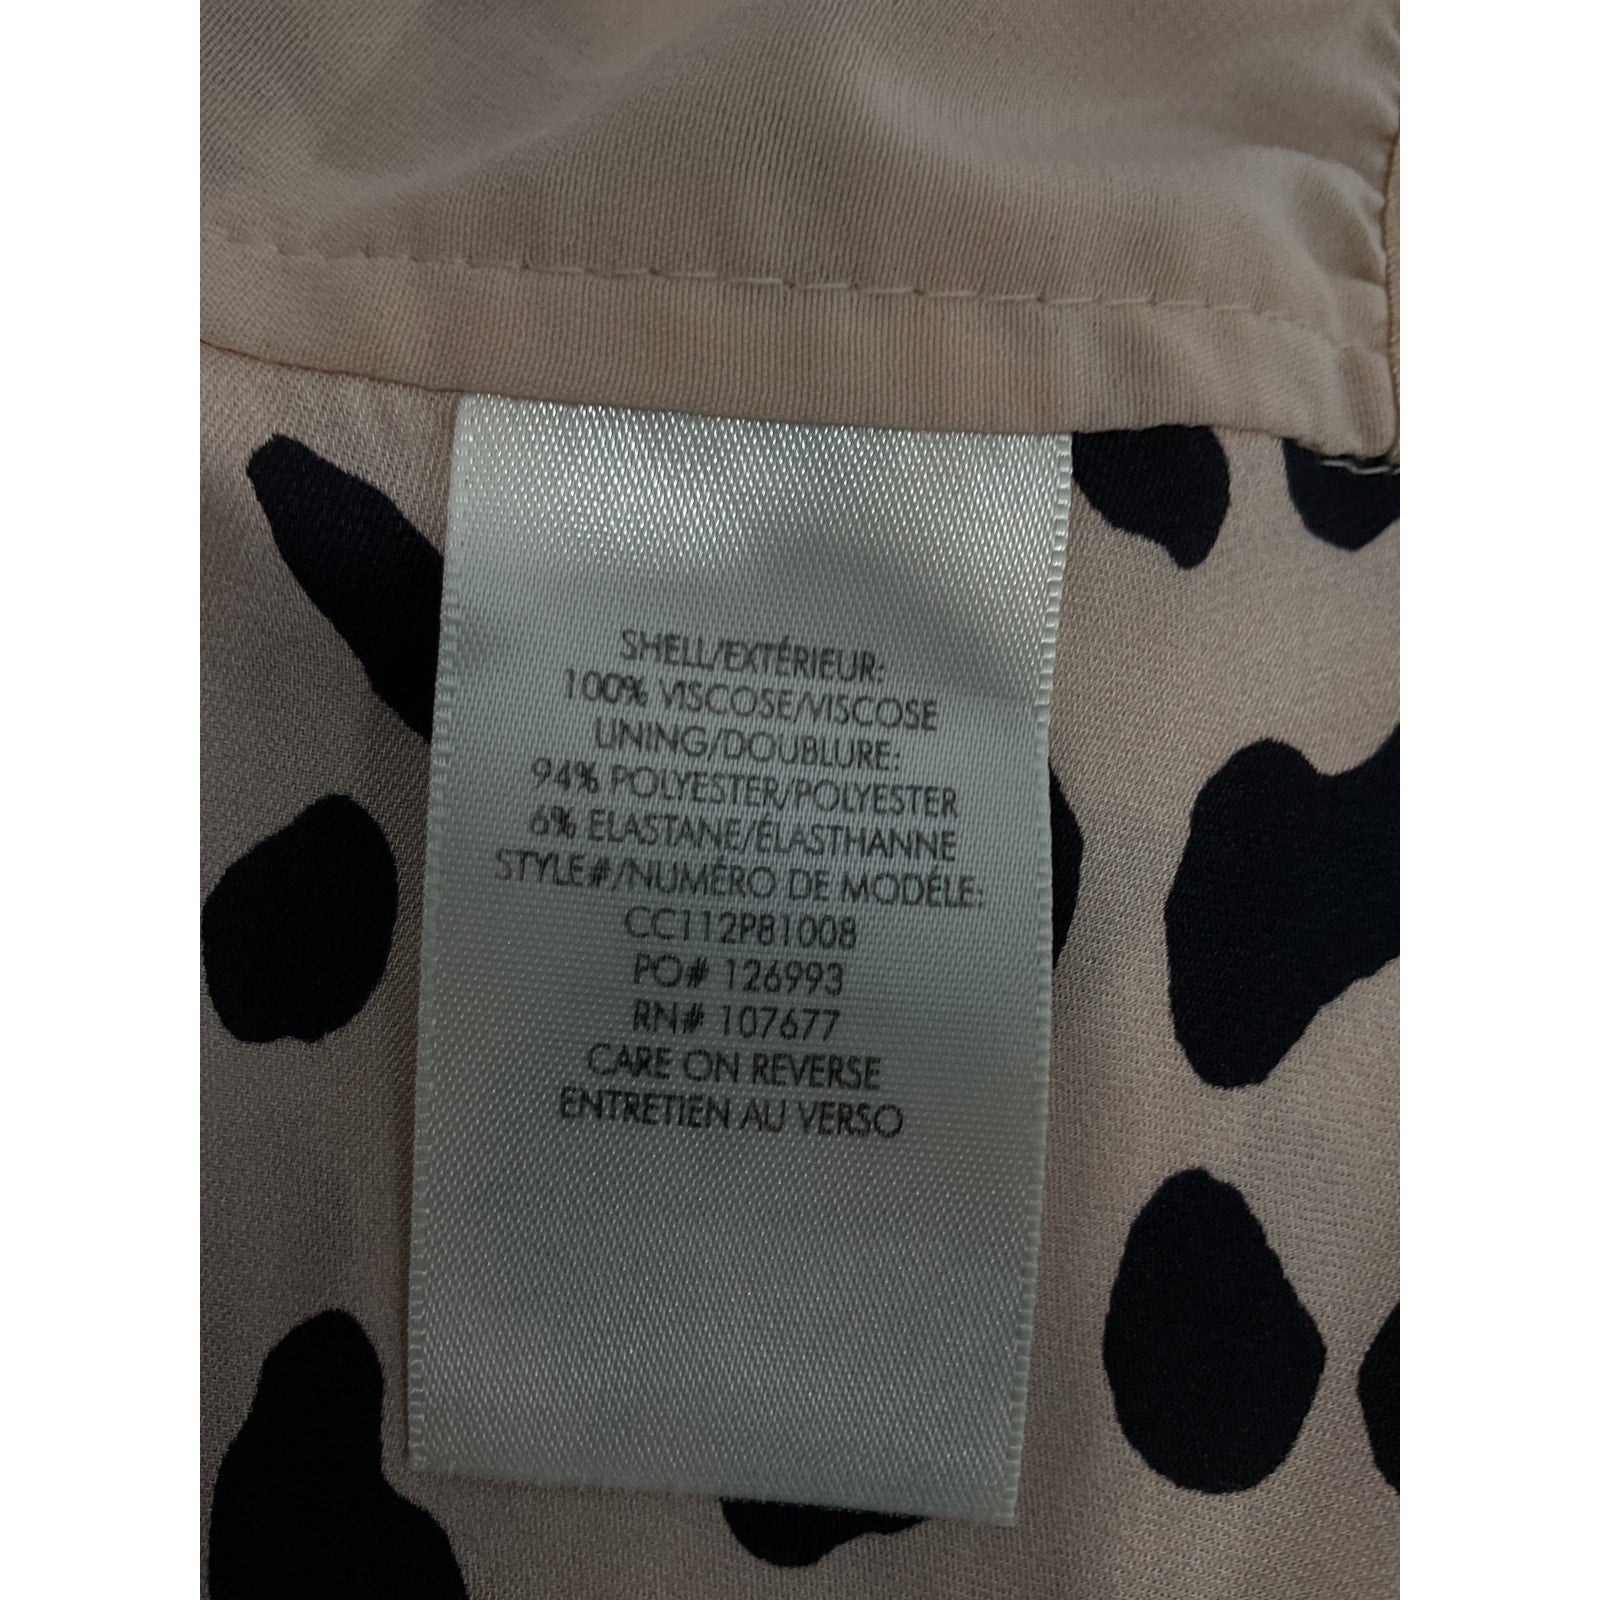 SHELL/EXTÉRIEUR:
100% VISCOSE/VISCOSE
LINING/DOUBLURE:
94% POLYESTER/POLYESTER
6% ELASTANE/ÉLASTHANNE
STYLE#/NUMÉRO DE MODÉLE:
CC112P81008
PO# 126993
RN# 107677
CARE ON REVERSE
ENTRETIEN AU VERSO